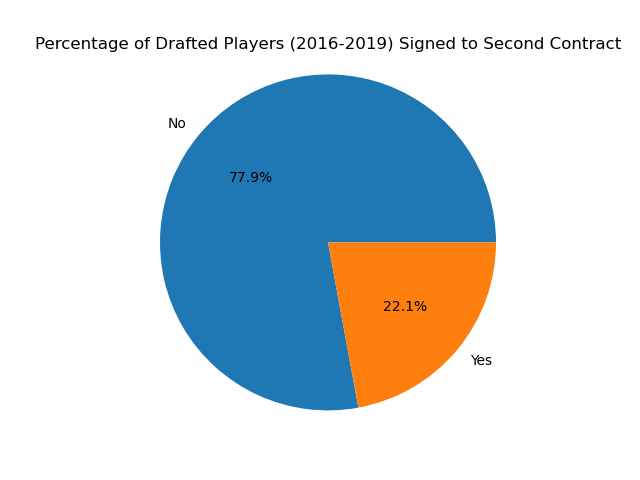 Percentage of Drafted Players (2016-2019) Signed to Second Contract
No
77.9%
22.1%
Yes